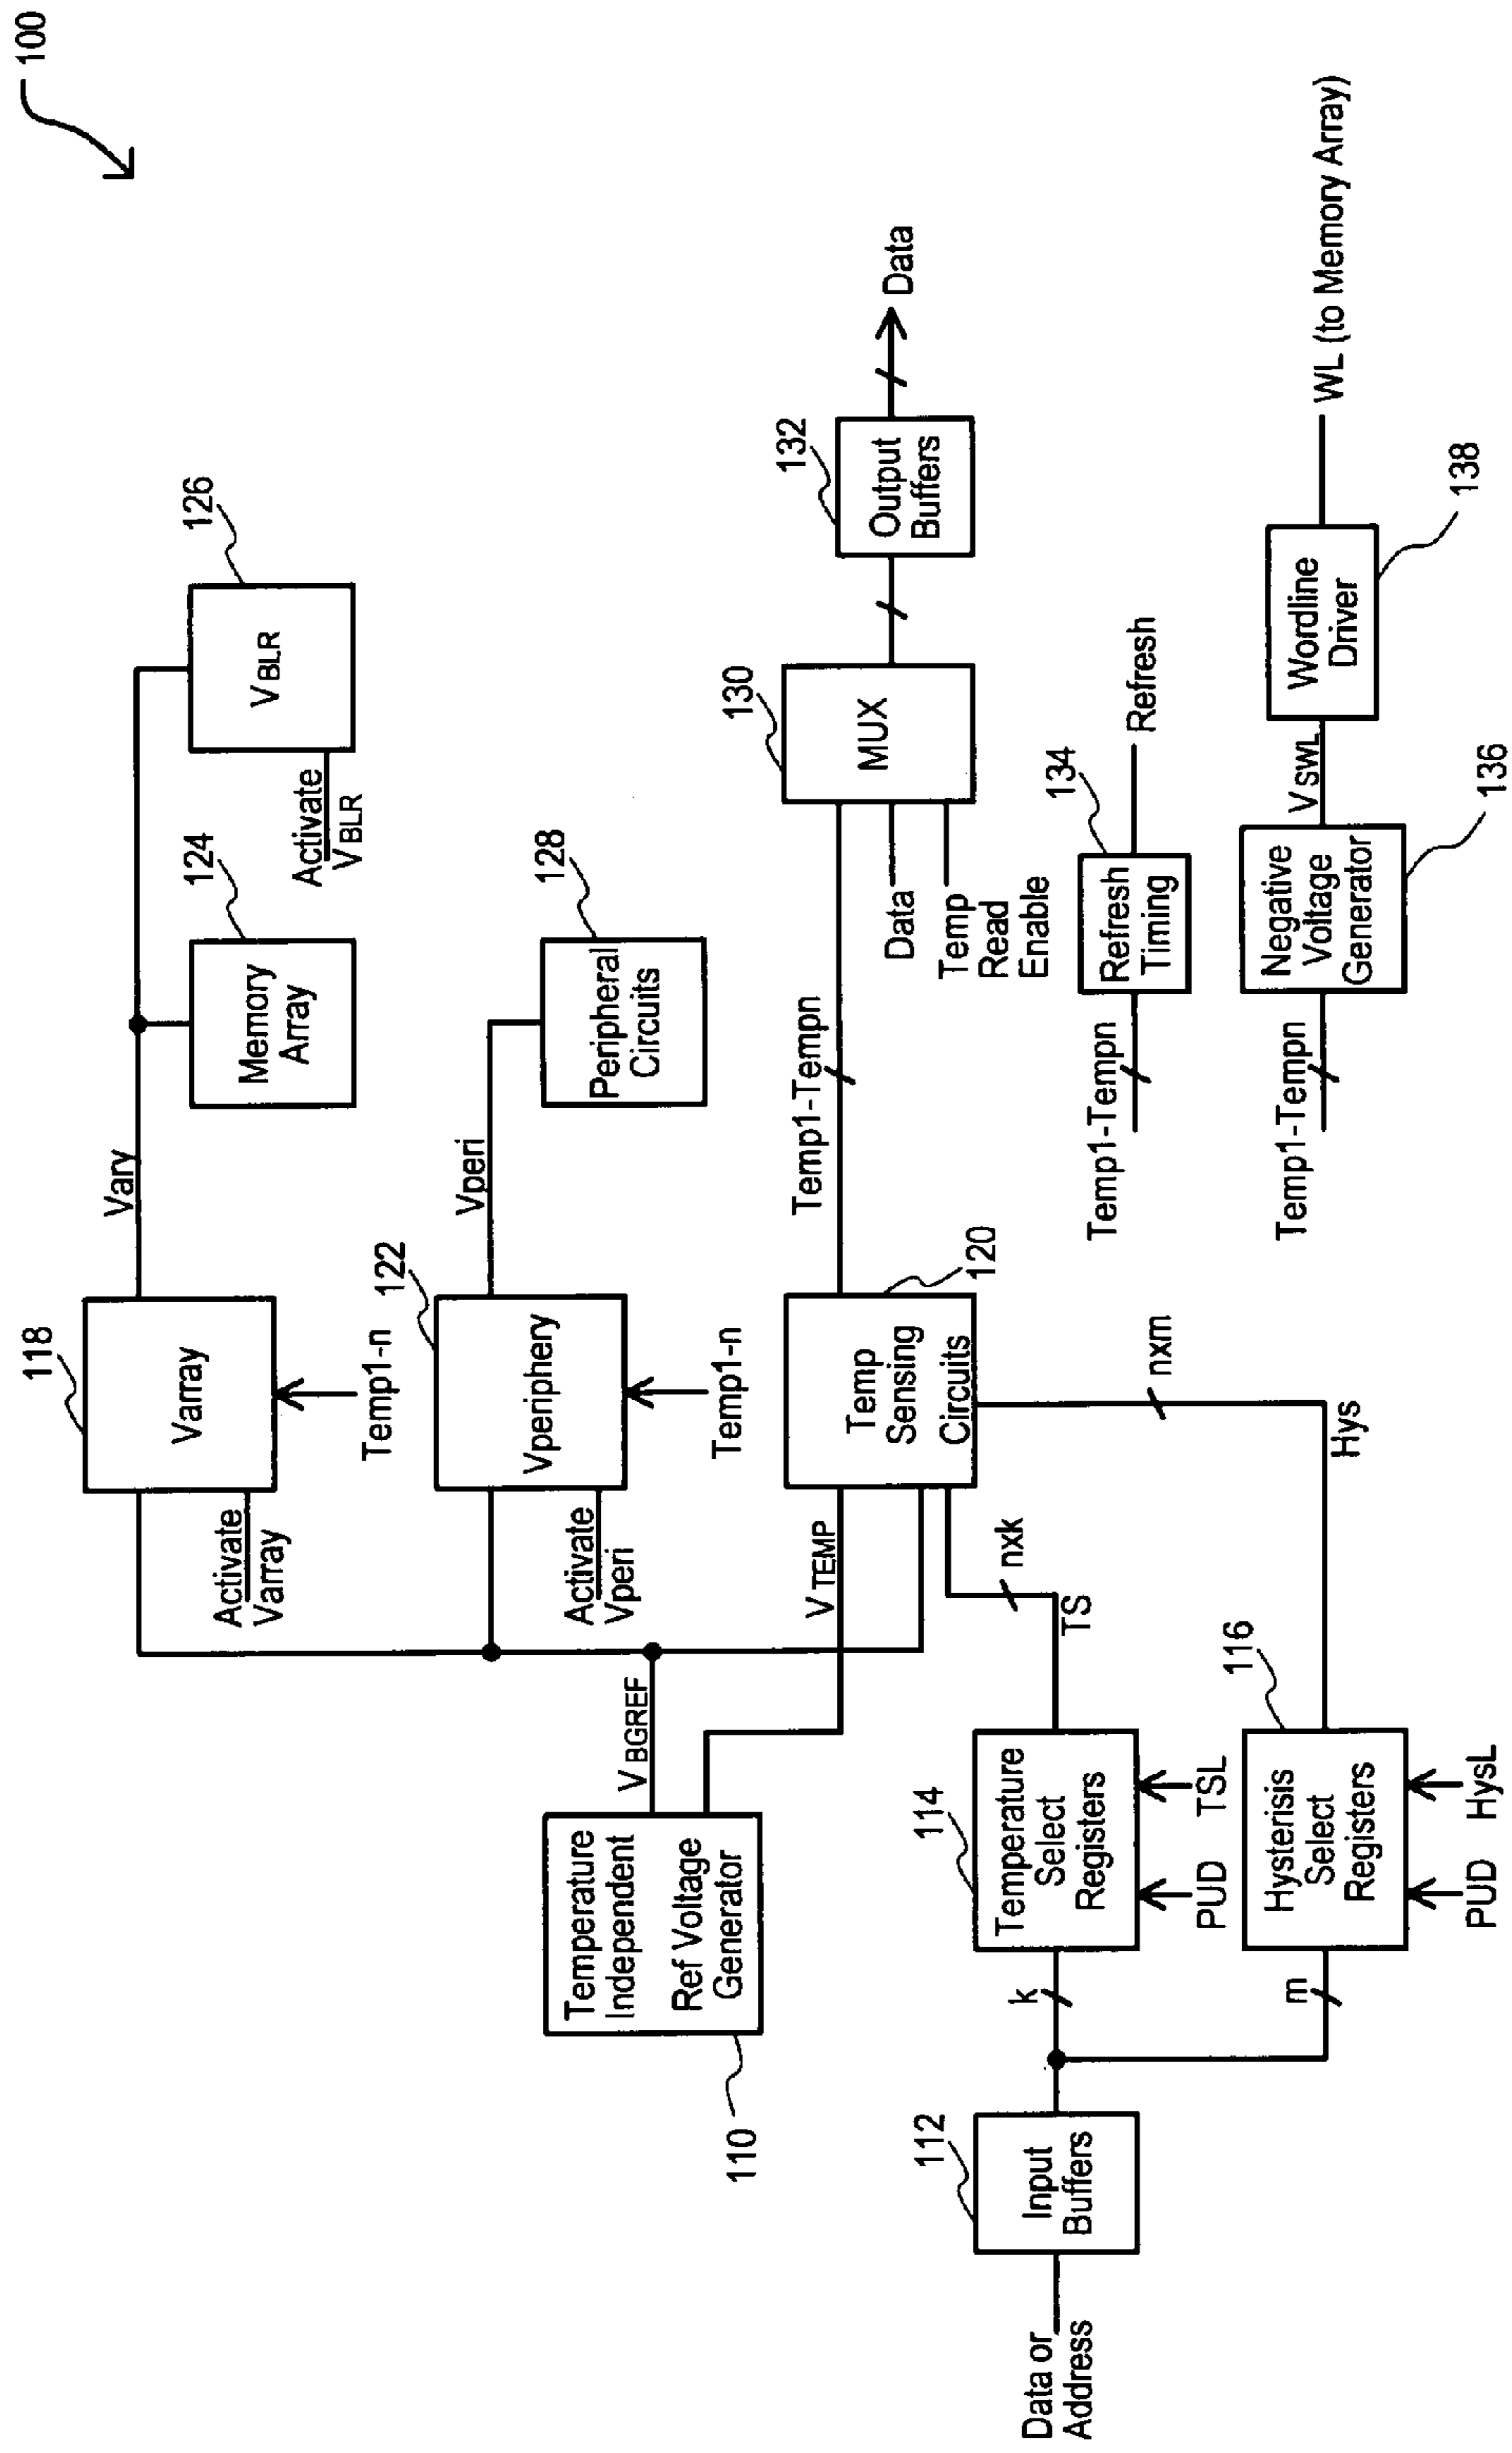 100
118
Varray
Activate
Varray
Temp1-n
Vary
124
Memory
Array
126
VBLR
Activate
VBLR
122
Vperiphery
Activate
Vperi
Temp1-n
Vperi
128
Peripheral
Circuits
110
Temperature
Independent
Ref Voltage
Generator
VBGREF
VTEMP
120
Temp
Sensing
Circuits
Temp1-Tempn
130
MUX
Data
Temp
Read
Enable
132
Output
Buffers
Data
Data or
Address
112
Input
Buffers
k
m
114
Temperature
Select
Registers
PUD
TSL
TS
nxk
116
Hysterisis
Select
Registers
PUD
HysL
Hys
nxm
Temp1-Tempn
134
Refresh
Timing
Refresh
Temp1-Tempn
136
Negative
Voltage
Generator
VSWL
138
Wordline
Driver
WL (to Memory Array)